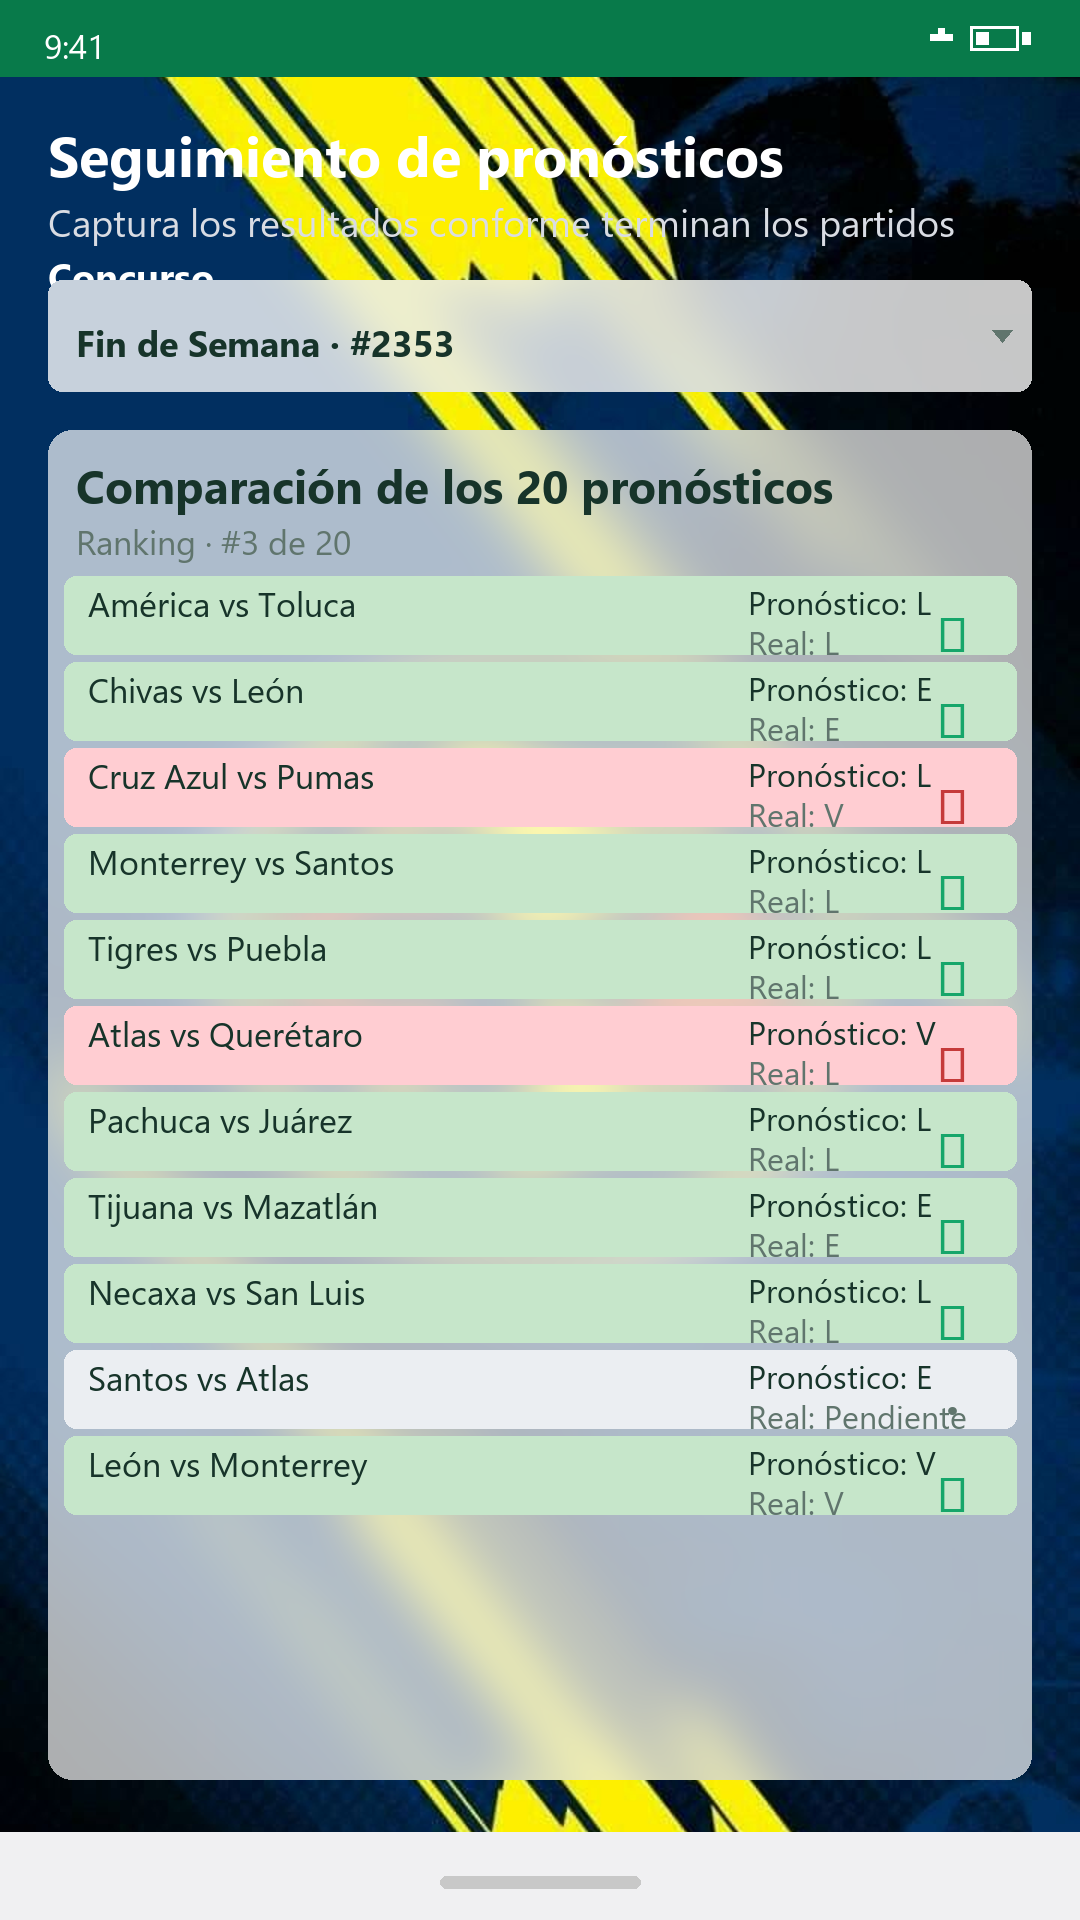 9:41
Seguimiento de pronósticos
Captura los resultados conforme terminan los partidos
Concurso
Fin de Semana · #2353
Comparación de los 20 pronósticos
Ranking · #3 de 20
América vs Toluca
Pronóstico: L
Real: L
Chivas vs León
Pronóstico: E
Real: E
Cruz Azul vs Pumas
Pronóstico: L
Real: V
Monterrey vs Santos
Pronóstico: L
Real: L
Tigres vs Puebla
Pronóstico: L
Real: L
Atlas vs Querétaro
Pronóstico: V
Real: L
Pachuca vs Juárez
Pronóstico: L
Real: L
Tijuana vs Mazatlán
Pronóstico: E
Real: E
Necaxa vs San Luis
Pronóstico: L
Real: L
Santos vs Atlas
Pronóstico: E
Real: Pendiente
León vs Monterrey
Pronóstico: V
Real: V